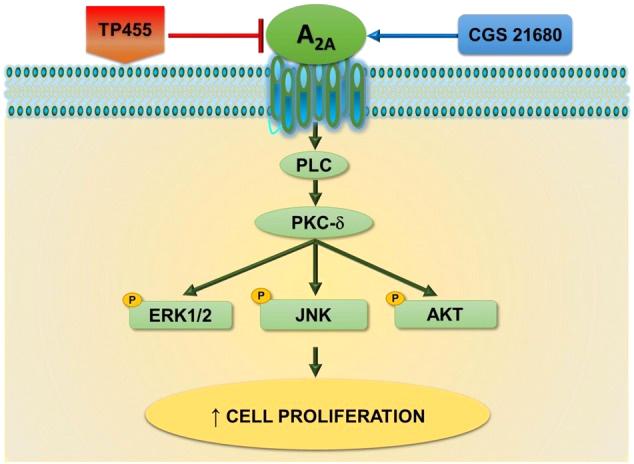 TP455
A2A
CGS 21680
PLC
PKC-δ
P
P
P
ERK1/2
JNK
AKT
↑ CELL PROLIFERATION